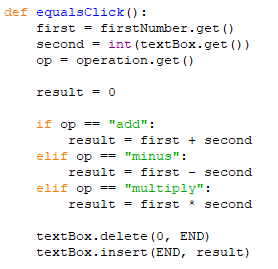 def equalsClick():
    first = firstNumber.get()
    second = int(textBox.get())
    op = operation.get()

    result = 0

    if op == "add":
        result = first + second
    elif op == "minus":
        result = first - second
    elif op == "multiply":
        result = first * second

    textBox.delete(0, END)
    textBox.insert(END, result)